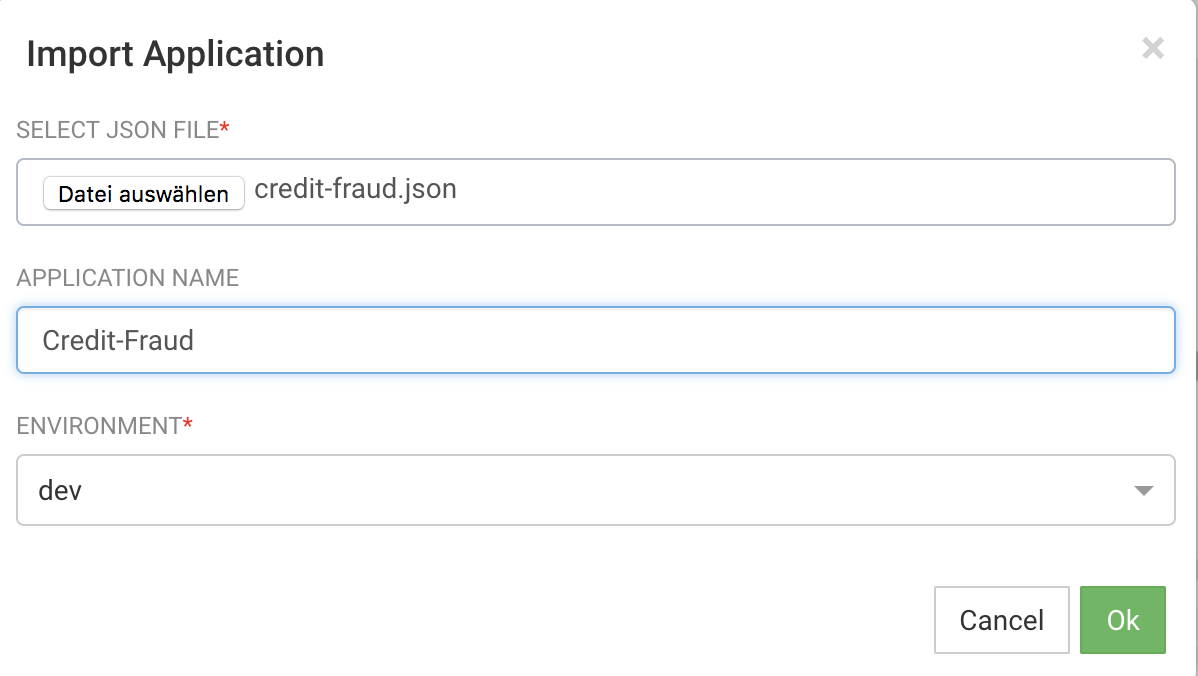 Import Application
×
SELECT JSON FILE*
Datei auswählen credit-fraud.json
APPLICATION NAME
Credit-Fraud
ENVIRONMENT*
dev
Cancel Ok